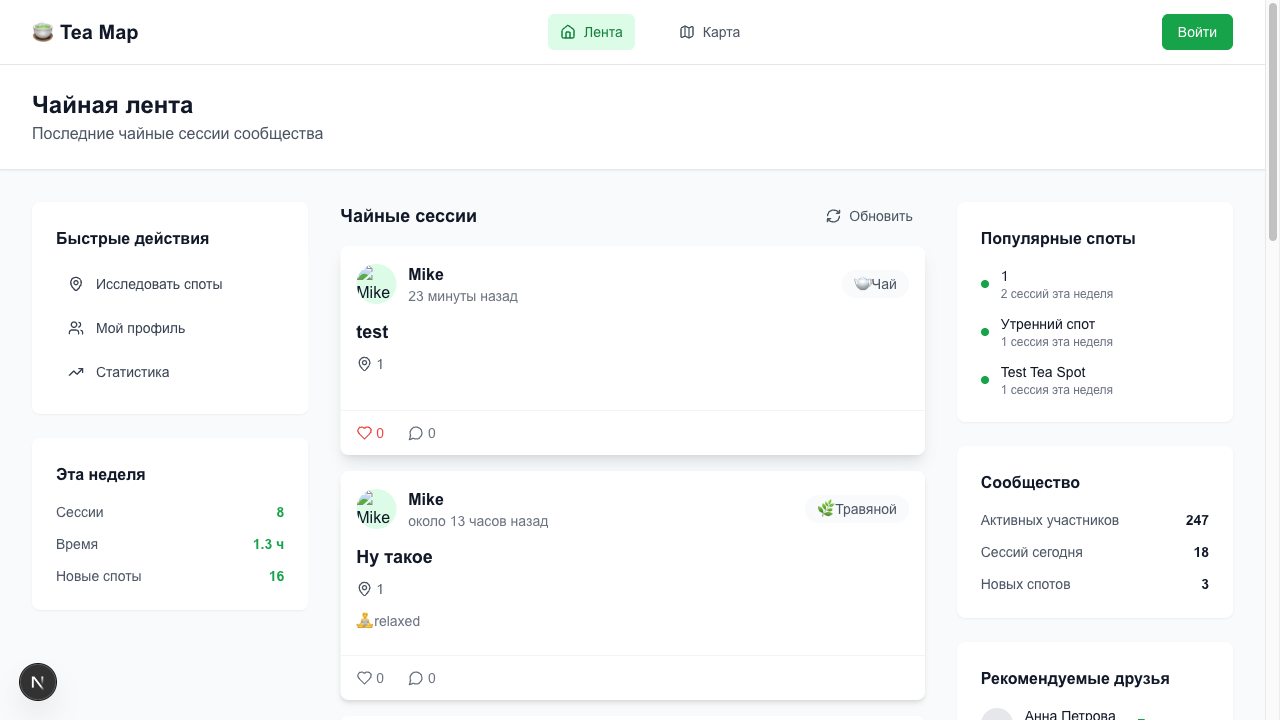 Tea Map
Лента
Карта
Войти
Чайная лента
Последние чайные сессии сообщества
Быстрые действия
Исследовать споты
Мой профиль
Статистика
Эта неделя
Сессии 8
Время 1.3 ч
Новые споты 16
Чайные сессии
Обновить
Mike
Mike
23 минуты назад
Чай
test
1
0
0
Mike
Mike
около 13 часов назад
Травяной
Ну такое
1
relaxed
0
0
Популярные споты
1
2 сессий эта неделя
Утренний спот
1 сессия эта неделя
Test Tea Spot
1 сессия эта неделя
Сообщество
Активных участников 247
Сессий сегодня 18
Новых спотов 3
Рекомендуемые друзья
Анна Петрова
N